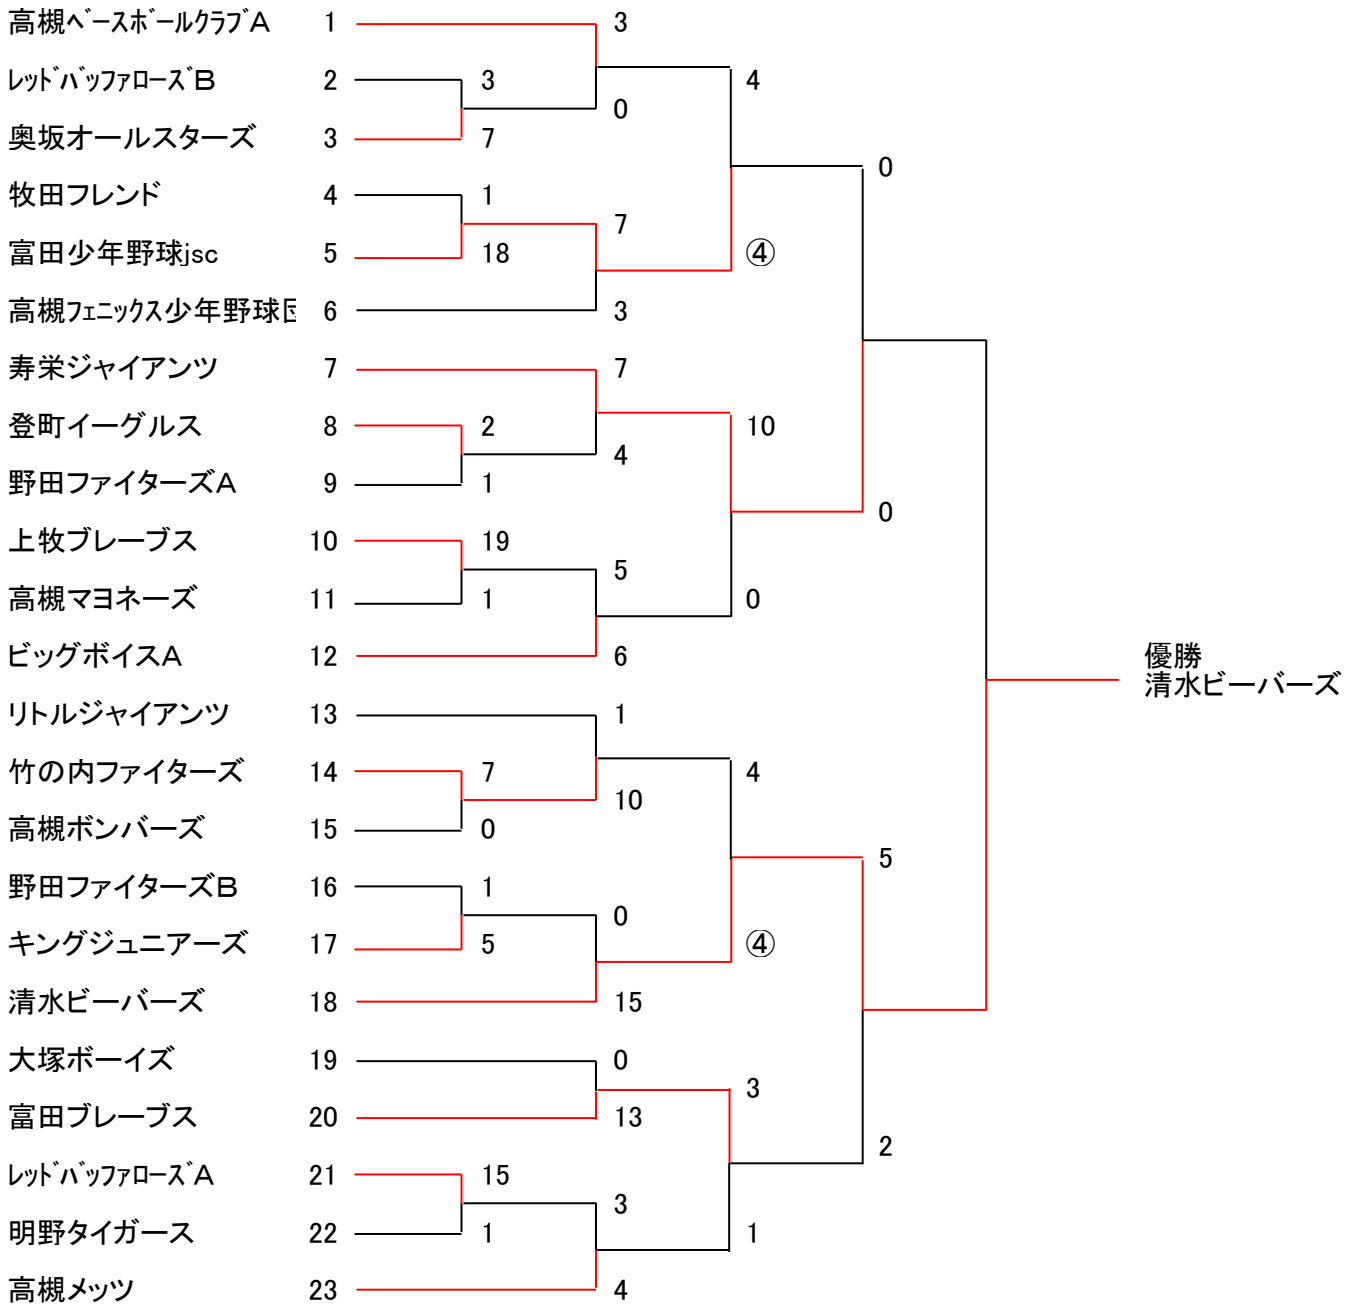 高槻ﾍﾞｰｽﾎﾞｰﾙｸﾗﾌﾞA 1 3
ﾚｯﾄﾞﾊﾞｯﾌｧﾛｰｽﾞB 2 3 4
0
奥坂オールスターズ 3 7
0
牧田フレンド 4 1
7
富田少年野球jsc 5 18 ④
高槻ﾌｪﾆｯｸｽ少年野球団 6 3
寿栄ジャイアンツ 7 7
登町イーグルス 8 2 10
4
野田ファイターズA 9 1
0
上牧ブレーブス 10 19
5
高槻マヨネーズ 11 1 0
ビッグボイスA 12 6
優勝
清水ビーバーズ
リトルジャイアンツ 13 1
竹の内ファイターズ 14 7 4
10
高槻ボンバーズ 15 0
5
野田ファイターズB 16 1
0
キングジュニアーズ 17 5 ④
清水ビーバーズ 18 15
大塚ボーイズ 19 0
3
富田ブレーブス 20 13
2
ﾚｯﾄﾞﾊﾞｯﾌｧﾛｰｽﾞA 21 15
3
明野タイガース 22 1 1
高槻メッツ 23 4